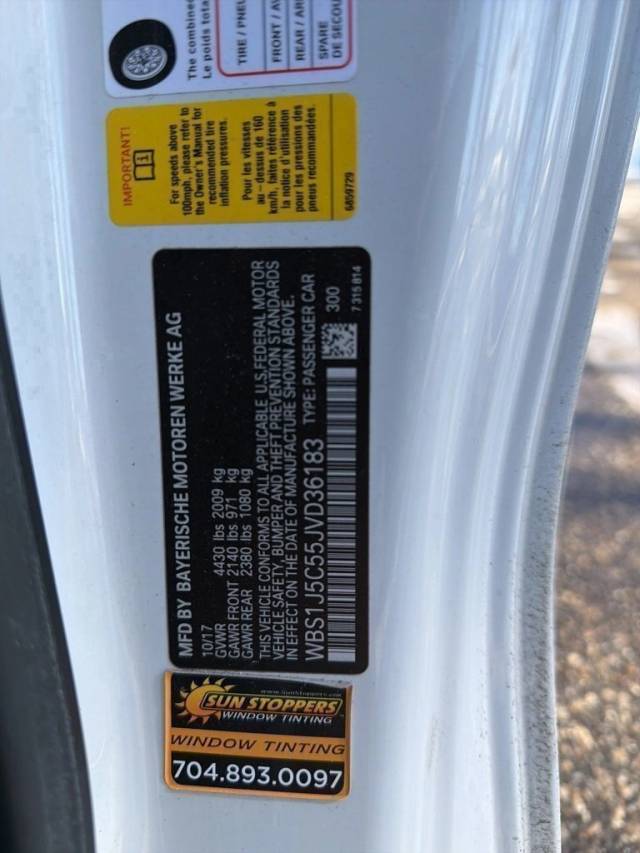 The combined
Le poids tota
TIRE / PNEU
FRONT / AV
REAR / AR
SPARE
DE SECOU
IMPORTANT!
For speeds above
100mph, please refer to
the Owner's Manual for
recommended tire
inflation pressures.
Pour les vitesses
au-dessus de 160
km/h, faites référence à
la notice d'utilisation
pour les pressions des
pneus recommandées.
6859729
MFD BY BAYERISCHE MOTOREN WERKE AG
10/17
GVWR 4430 lbs 2009 kg
GAWR FRONT 2140 lbs 971 kg
GAWR REAR 2380 lbs 1080 kg
THIS VEHICLE CONFORMS TO ALL APPLICABLE U.S.FEDERAL MOTOR
VEHICLE SAFETY, BUMPER AND THEFT PREVENTION STANDARDS
IN EFFECT ON THE DATE OF MANUFACTURE SHOWN ABOVE.
WBS1J5C55JVD36183 TYPE: PASSENGER CAR
300
7 315 814
www.SunStoppers.com
SUN STOPPERS
WINDOW TINTING
WINDOW TINTING
704.893.0097